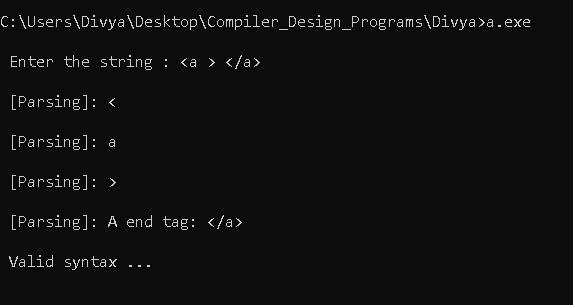 C:\Users\Divya\Desktop\Compiler_Design_Programs\Divya>a.exe
Enter the string : <a > </a>
[Parsing]: <
[Parsing]: a
[Parsing]: >
[Parsing]: A end tag: </a>
Valid syntax ...